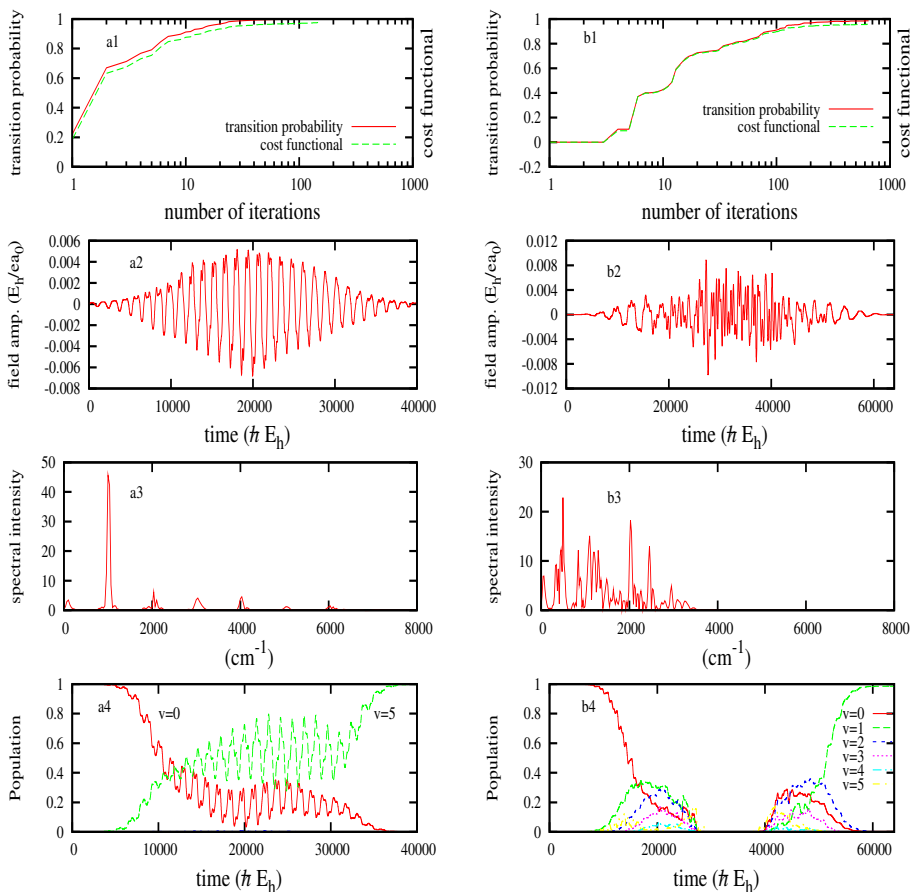 transition probability
1
0.8
0.6
0.4
0.2
0
a1
transition probability
cost functional
1 10 100 1000
number of iterations
cost functional
transition probability
1
0.8
0.6
0.4
0.2
0
-0.2
b1
transition probability
cost functional
1 10 100 1000
number of iterations
cost functional
field amp. (E_h/ea_0)
0.006
0.004
0.002
0
-0.002
-0.004
-0.006
-0.008
a2
0 10000 20000 30000 40000
time (ℏ E_h)
field amp. (E_h/ea_0)
0.012
0.008
0.004
0
-0.004
-0.008
-0.012
b2
0 20000 40000 60000
time (ℏ E_h)
spectral intensity
50
40
30
20
10
0
a3
0 2000 4000 6000 8000
(cm^-1)
spectral intensity
30
20
10
0
b3
0 2000 4000 6000 8000
(cm^-1)
Population
1
0.8
0.6
0.4
0.2
0
a4 v=0 v=5
0 10000 20000 30000 40000
time (ℏ E_h)
Population
1
0.8
0.6
0.4
0.2
0
b4
v=0
v=1
v=2
v=3
v=4
v=5
0 20000 40000 60000
time (ℏ E_h)